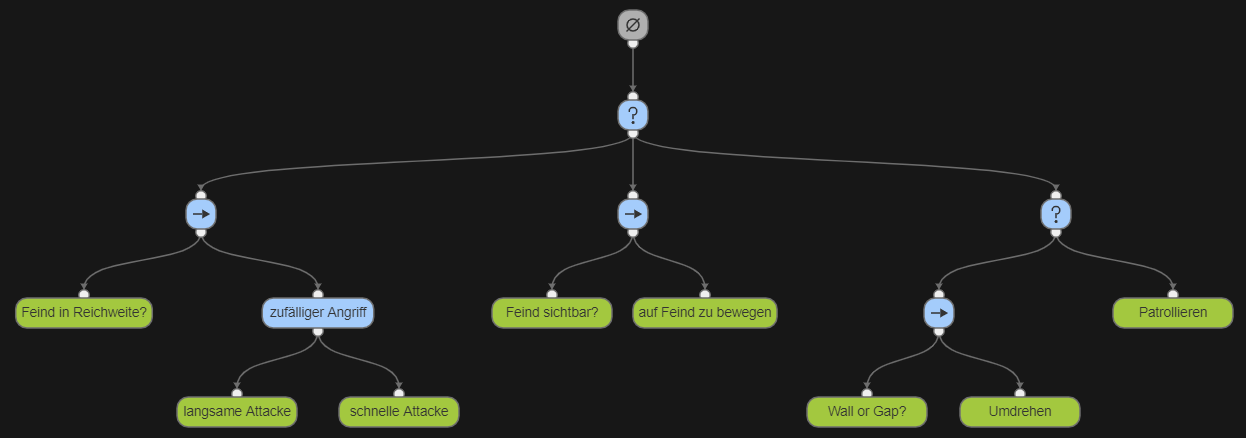 ∅
?
→
→
?
Feind in Reichweite?
zufälliger Angriff
Feind sichtbar?
auf Feind zu bewegen
→
Patrollieren
langsame Attacke
schnelle Attacke
Wall or Gap?
Umdrehen